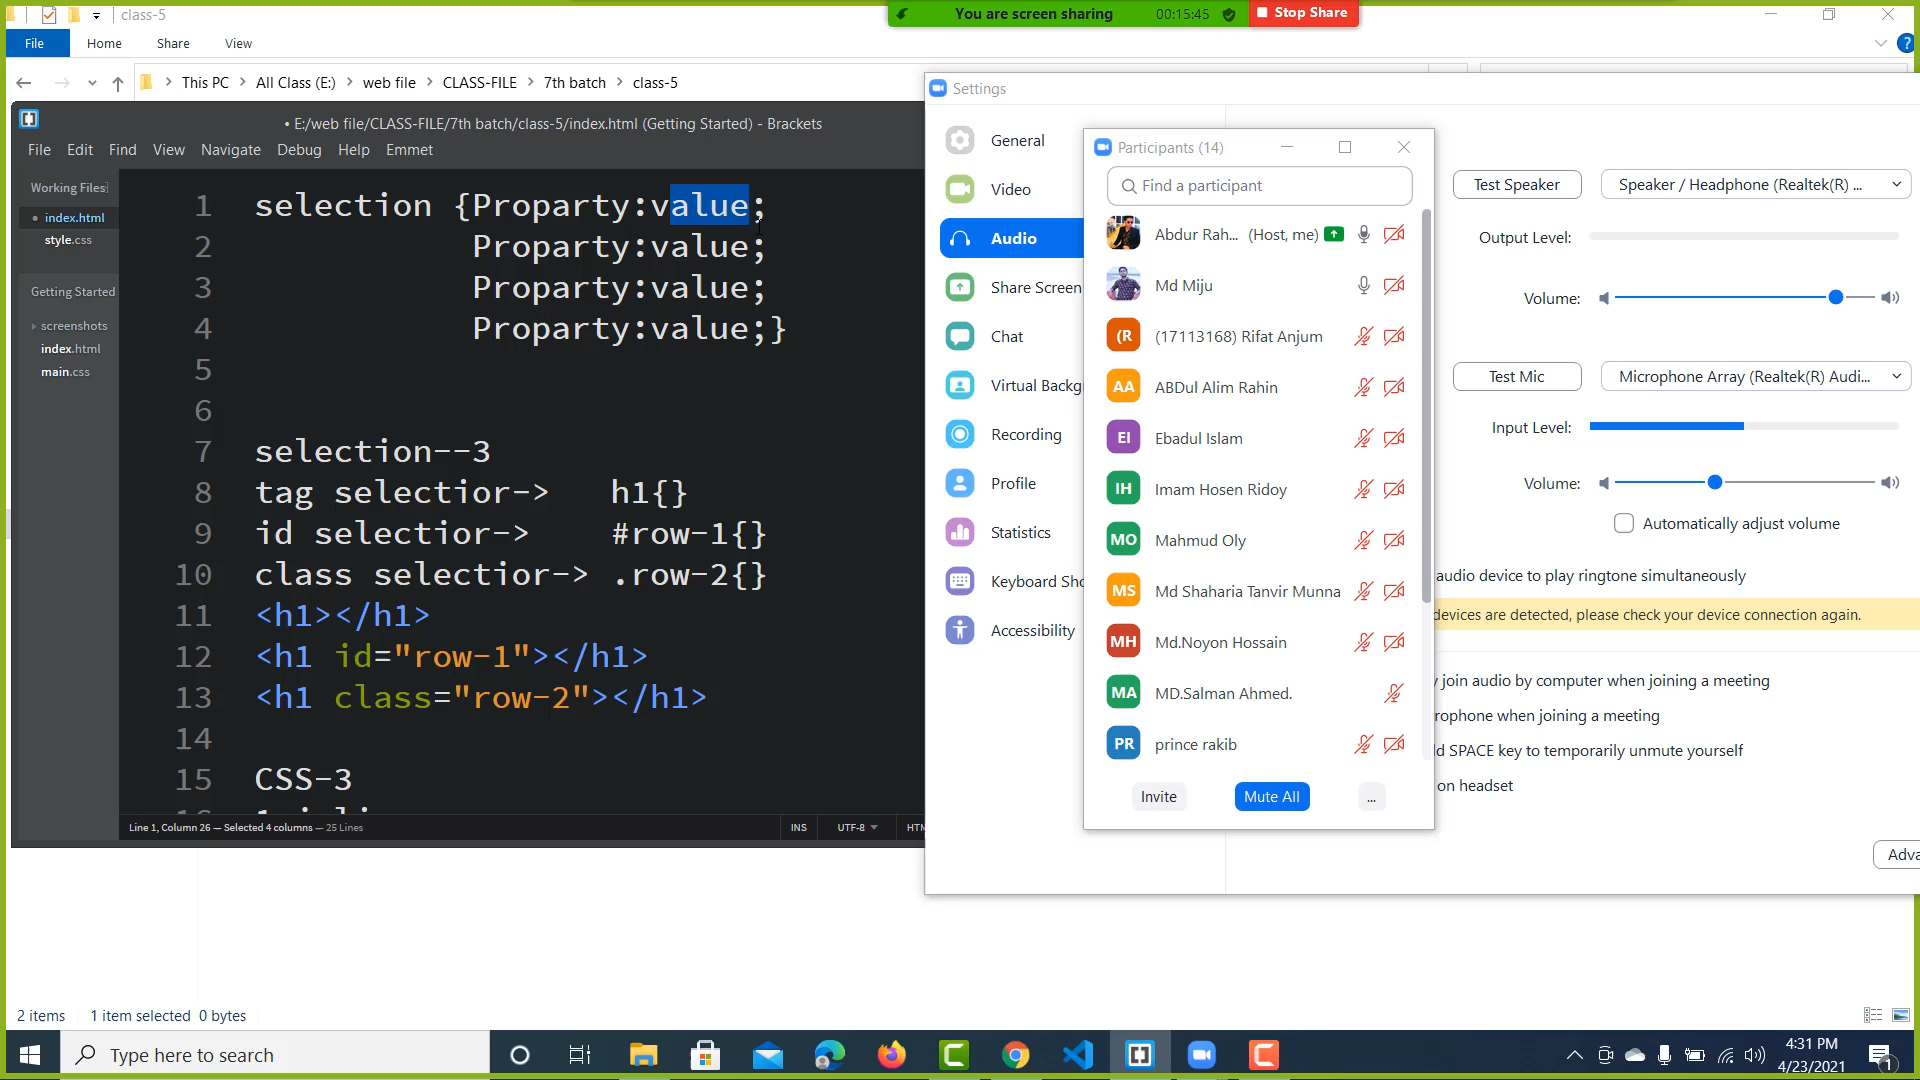 class-5
You are screen sharing 00:15:45 Stop Share
File Home Share View
This PC All Class (E:) web file CLASS-FILE 7th batch class-5
• E:/web file/CLASS-FILE/7th batch/class-5/index.html (Getting Started) - Brackets
File Edit Find View Navigate Debug Help Emmet
Working Files
index.html
style.css
Getting Started
screenshots
index.html
main.css
1 selection {Proparty:value;
2 Proparty:value;
3 Proparty:value;
4 Proparty:value;}
5
6
7 selection--3
8 tag selectior-> h1{}
9 id selectior-> #row-1{}
10 class selectior-> .row-2{}
11 <h1></h1>
12 <h1 id="row-1"></h1>
13 <h1 class="row-2"></h1>
14
15 CSS-3
Line 1, Column 26 — Selected 4 columns — 25 Lines
INS UTF-8
Settings
General
Video
Audio
Share Screen
Chat
Virtual Backg
Recording
Profile
Statistics
Keyboard Sho
Accessibility
Participants (14)
Find a participant
Abdur Rah... (Host, me)
Md Miju
(R (17113168) Rifat Anjum
AA ABDul Alim Rahin
EI Ebadul Islam
IH Imam Hosen Ridoy
MO Mahmud Oly
MS Md Shaharia Tanvir Munna
MH Md.Noyon Hossain
MA MD.Salman Ahmed.
PR prince rakib
Invite Mute All ...
Test Speaker Speaker / Headphone (Realtek(R) ...
Output Level:
Volume:
Test Mic Microphone Array (Realtek(R) Audi...
Input Level:
Volume:
Automatically adjust volume
audio device to play ringtone simultaneously
devices are detected, please check your device connection again.
join audio by computer when joining a meeting
rophone when joining a meeting
d SPACE key to temporarily unmute yourself
on headset
Adva
2 items 1 item selected 0 bytes
Type here to search
4:31 PM
4/23/2021
1